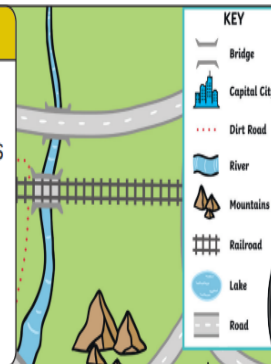 KEY
Bridge
Capital Cit
Dirt Road
River
Mountains
Railroad
Lake
Road